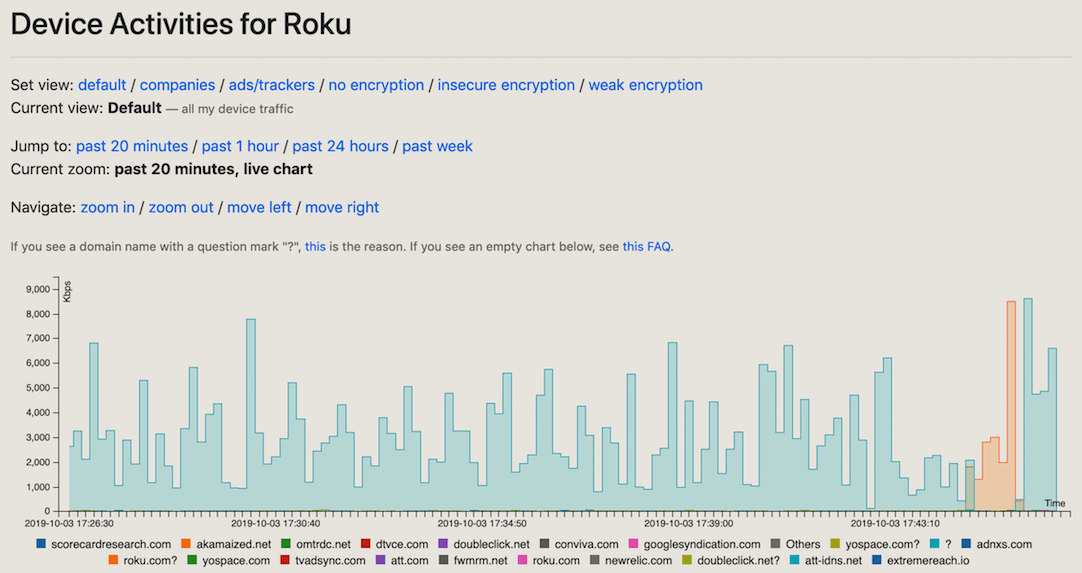 Device Activities for Roku
Set view: default / companies / ads/trackers / no encryption / insecure encryption / weak encryption
Current view: Default — all my device traffic
Jump to: past 20 minutes / past 1 hour / past 24 hours / past week
Current zoom: past 20 minutes, live chart
Navigate: zoom in / zoom out / move left / move right
If you see a domain name with a question mark "?", this is the reason. If you see an empty chart below, see this FAQ.
Kbps
9,000
8,000
7,000
6,000
5,000
4,000
3,000
2,000
1,000
0
Time
2019-10-03 17:26:30 2019-10-03 17:30:40 2019-10-03 17:34:50 2019-10-03 17:39:00 2019-10-03 17:43:10
scorecardresearch.com akamaized.net omtrdc.net dtvce.com doubleclick.net conviva.com googlesyndication.com Others yospace.com? ? adnxs.com
roku.com? yospace.com tvadsync.com att.com fwmrm.net roku.com newrelic.com doubleclick.net? att-idns.net extremereach.io